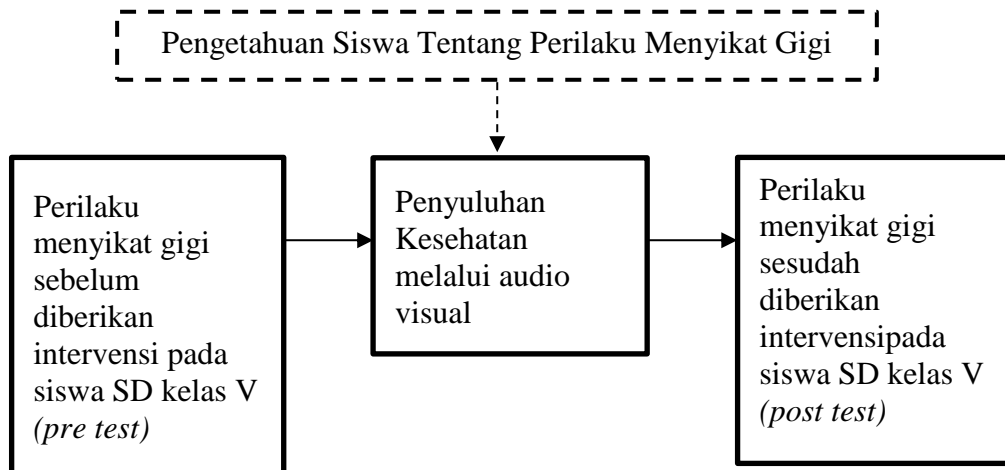 Pengetahuan Siswa Tentang Perilaku Menyikat Gigi
Perilaku
menyikat gigi
sebelum
diberikan
intervensi pada
siswa SD kelas V
(pre test)
Penyuluhan
Kesehatan
melalui audio
visual
Perilaku
menyikat gigi
sesudah
diberikan
intervensipada
siswa SD kelas V
(post test)